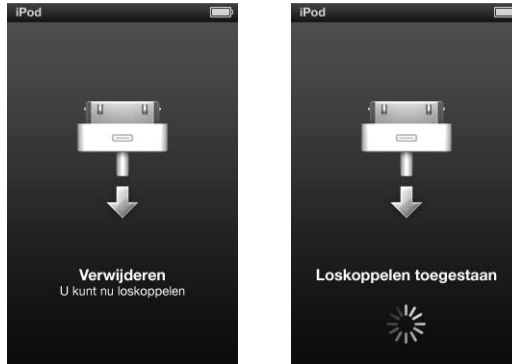 iPod
Verwijderen
U kunt nu loskoppelen
iPod
Loskoppelen toegestaan